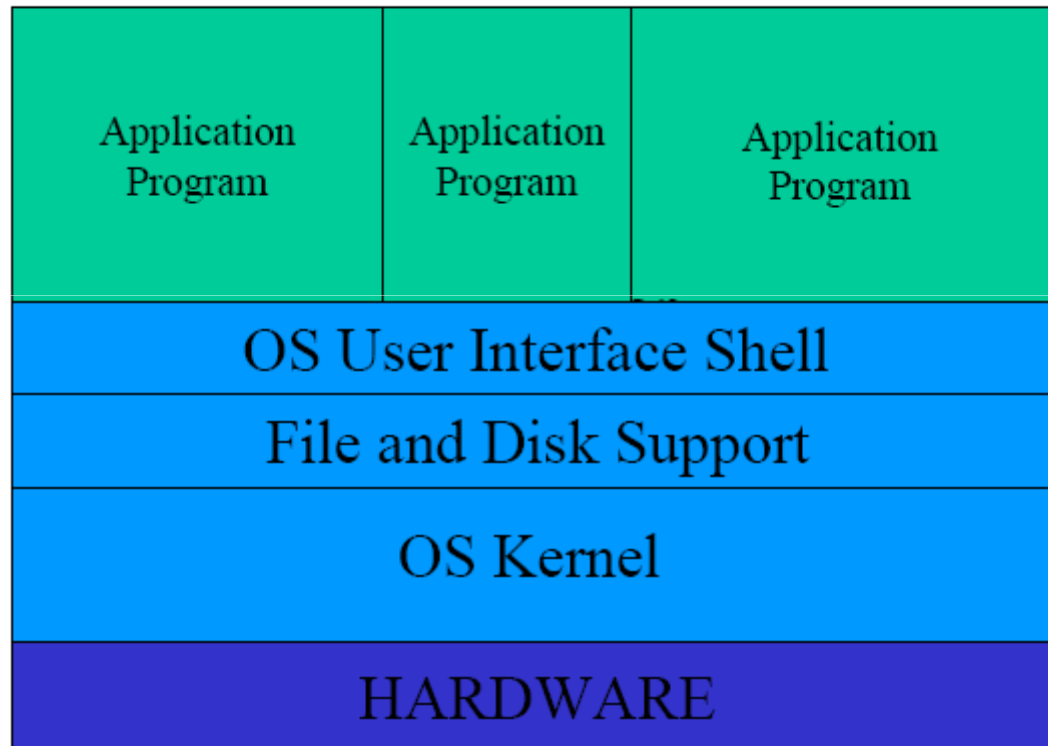 Application
Program
Application
Program
Application
Program
OS User Interface Shell
File and Disk Support
OS Kernel
HARDWARE